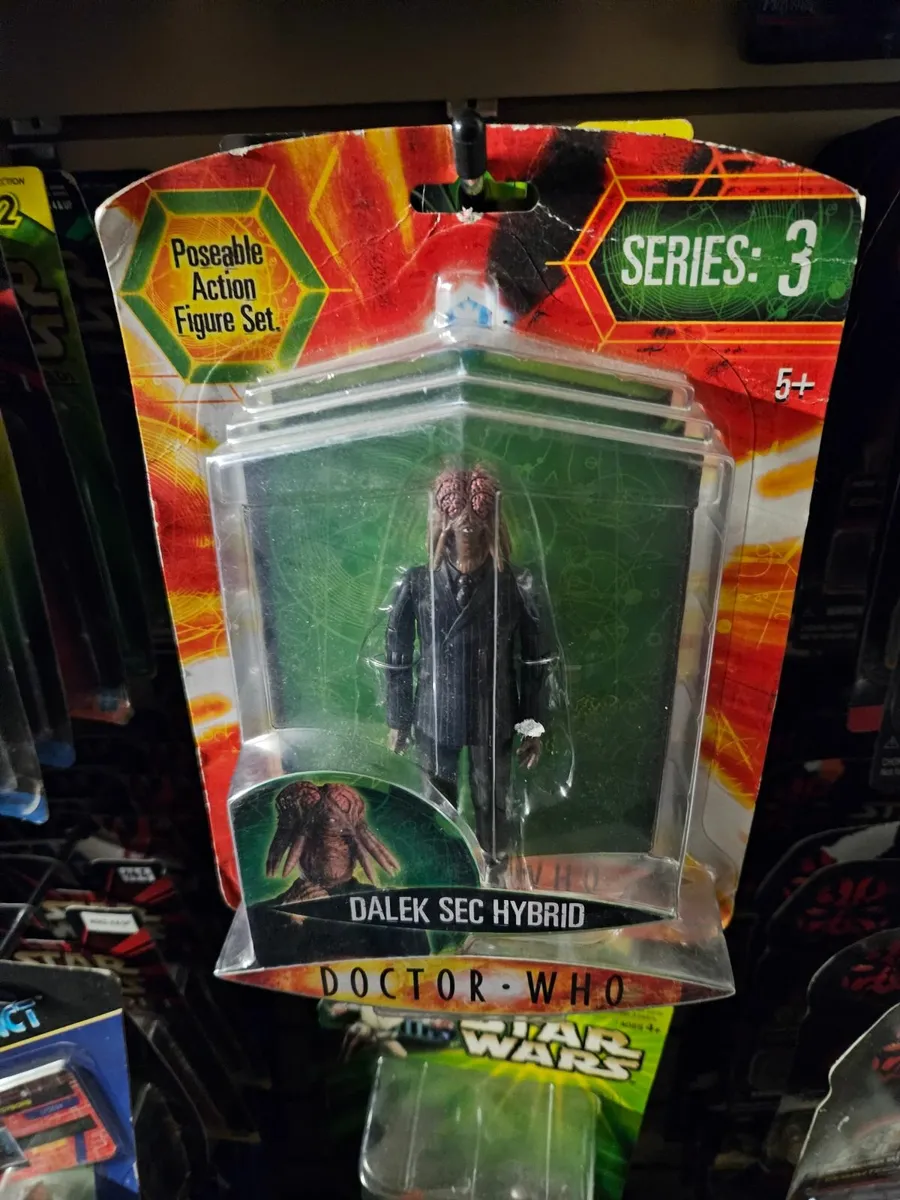 Poseable
Action
Figure Set.
SERIES: 3
5+
DALEK SEC HYBRID
DOCTOR · WHO
STAR
WARS